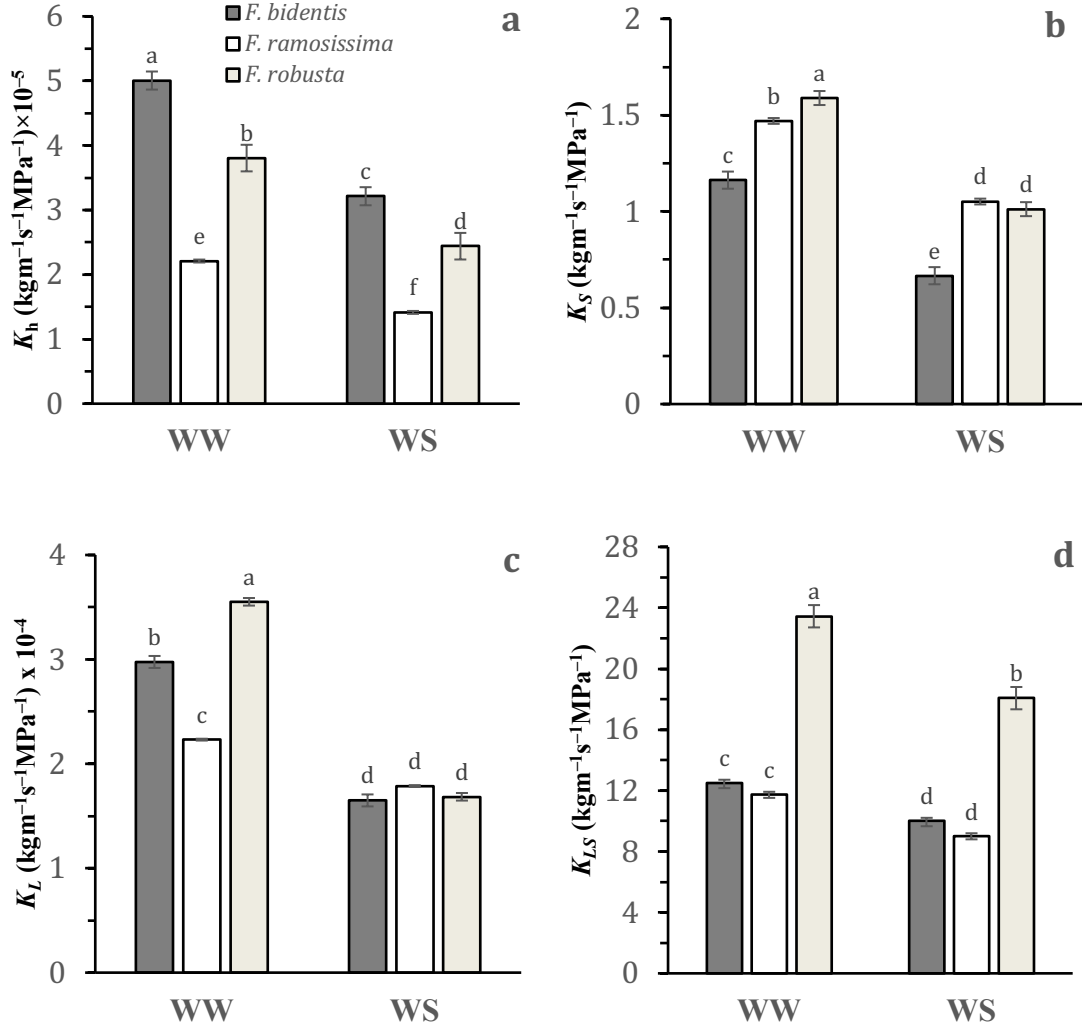 a
F. bidentis
F. ramosissima
F. robusta
Kh (kgm⁻¹s⁻¹MPa⁻¹)×10⁻⁵
6
5
4
3
2
1
0
a
e
b
c
f
d
WW WS
b
KS (kgm⁻¹s⁻¹MPa⁻¹)
2
1.5
1
0.5
0
c
b
a
e
d
d
WW WS
c
KL (kgm⁻¹s⁻¹MPa⁻¹) x 10⁻⁴
4
3
2
1
0
b
c
a
d
d
d
WW WS
d
KLS (kgm⁻¹s⁻¹MPa⁻¹)
28
24
20
16
12
8
4
0
c
c
a
d
d
b
WW WS